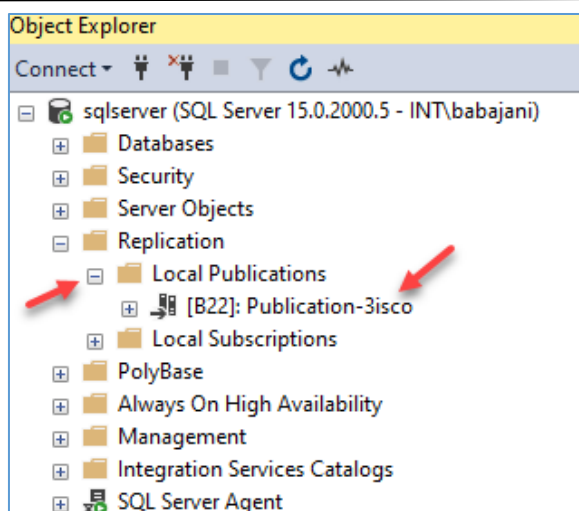 Object Explorer
Connect
sqlserver (SQL Server 15.0.2000.5 - INT\babajani)
Databases
Security
Server Objects
Replication
Local Publications
[B22]: Publication-3isco
Local Subscriptions
PolyBase
Always On High Availability
Management
Integration Services Catalogs
SQL Server Agent